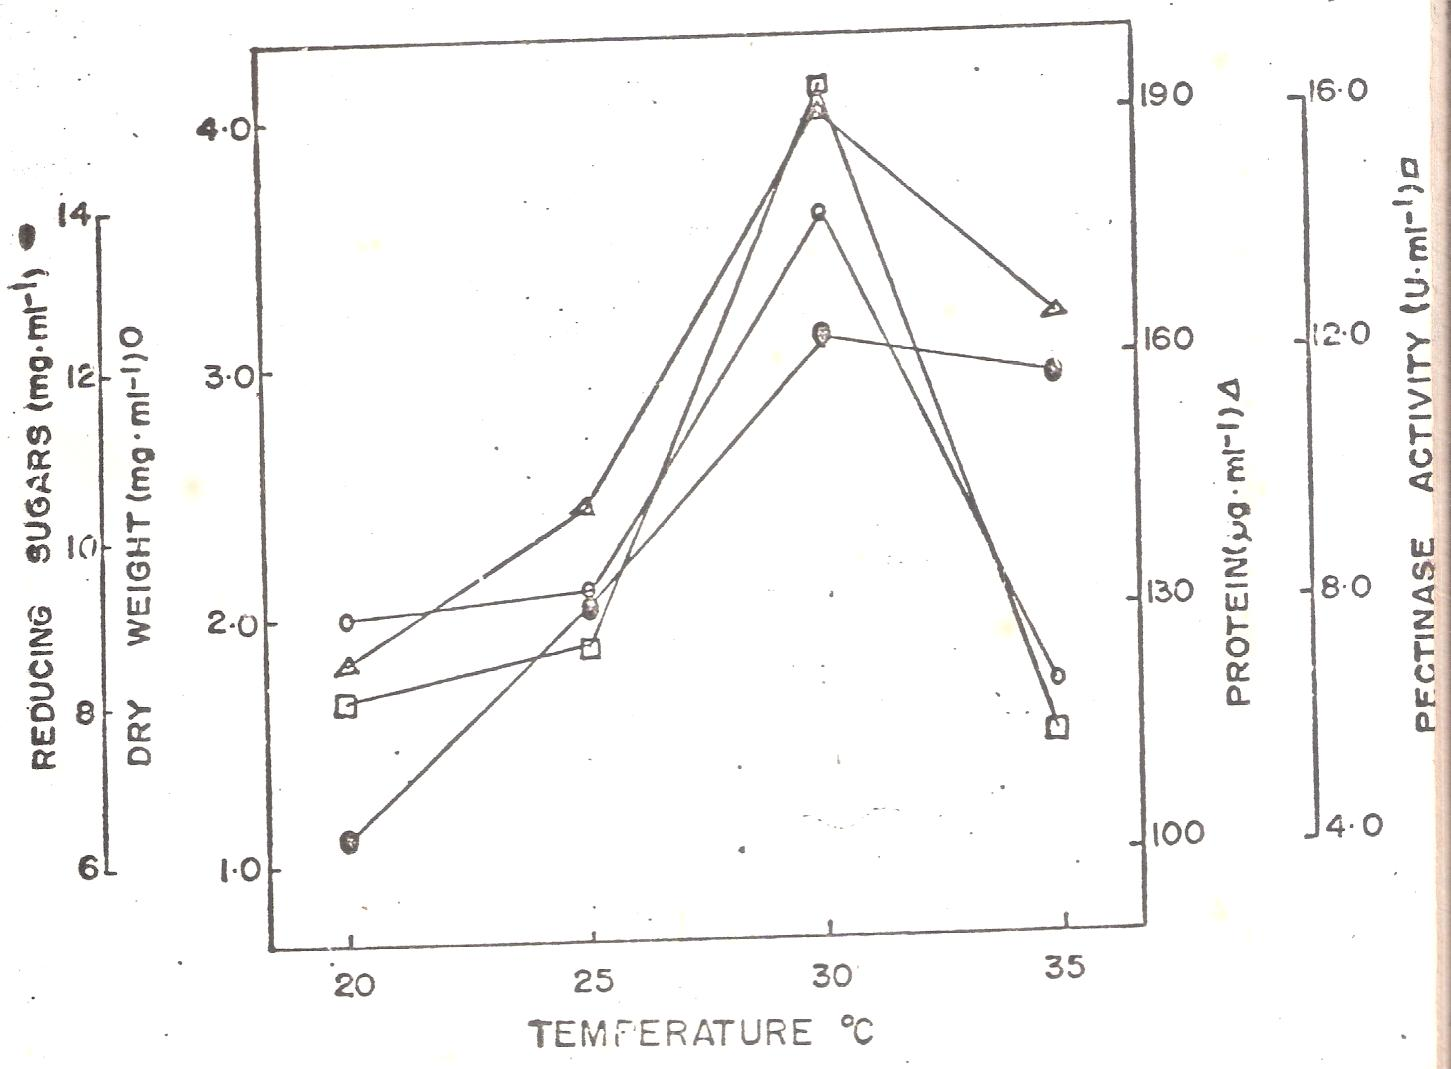 REDUCING SUGARS (mg·ml-1) ●
14
12
10
8
6
DRY WEIGHT (mg·ml-1) O
4.0
3.0
2.0
1.0
20 25 30 35
TEMPERATURE °C
190
160
130
100
PROTEIN (µg·ml-1) Δ
16.0
12.0
8.0
4.0
PECTINASE ACTIVITY (U·ml-1) □